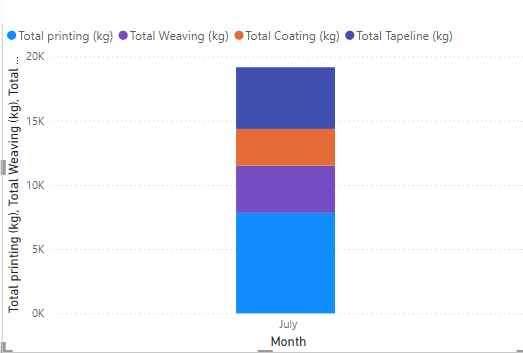 Total printing (kg) Total Weaving (kg) Total Coating (kg) Total Tapeline (kg)
Total printing (kg), Total Weaving (kg), Total ...
20K
15K
10K
5K
0K
July
Month